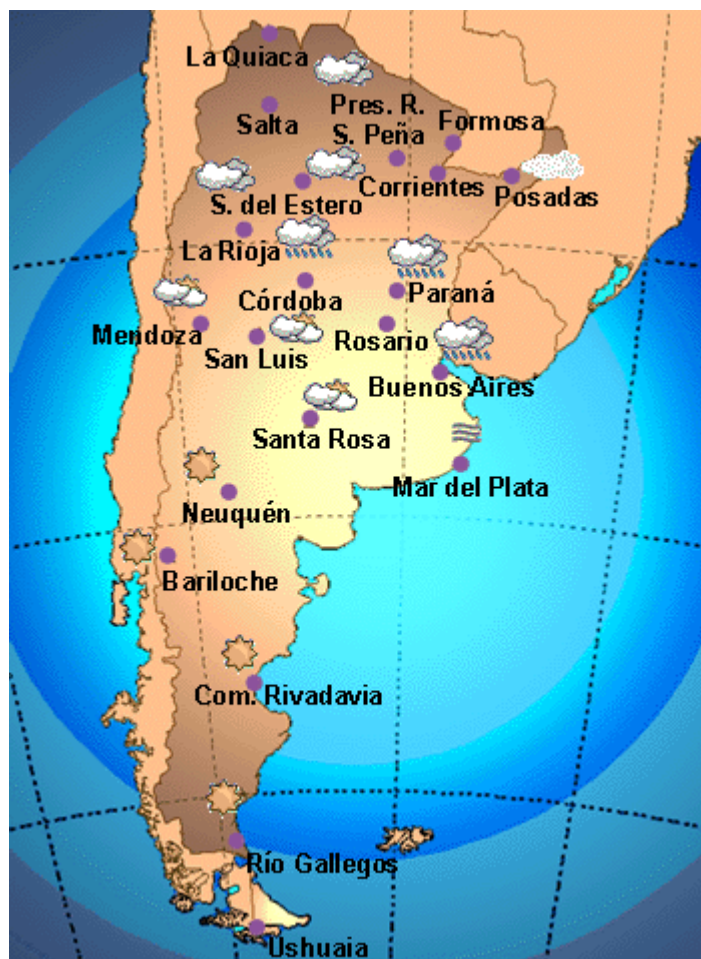 La Quiaca
Pres. R.
S. Peña
Salta
Formosa
Corrientes
Posadas
S. del Estero
La Rioja
Córdoba
Paraná
Mendoza
San Luis
Rosario
Buenos Aires
Santa Rosa
Mar del Plata
Neuquén
Bariloche
Com. Rivadavia
Río Gallegos
Ushuaia